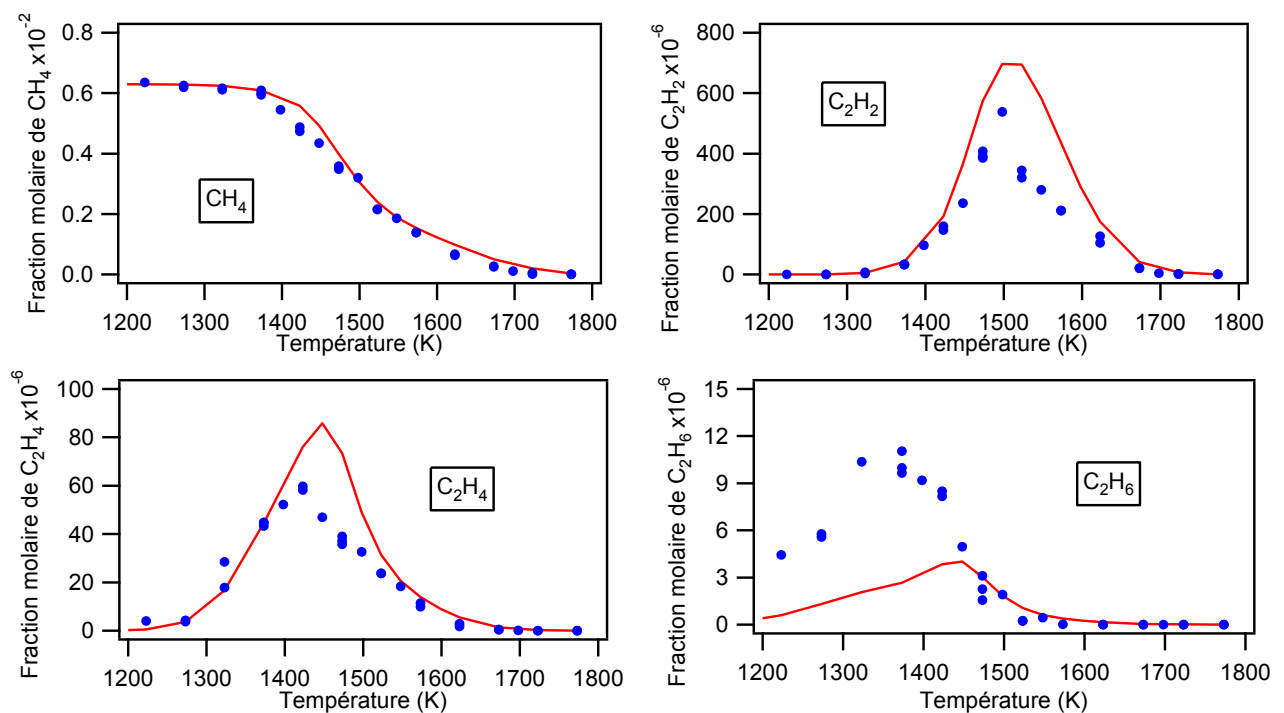 Fraction molaire de CH4 x10-2
0.8
0.6
0.4
0.2
0.0
CH4
1200 1300 1400 1500 1600 1700 1800
Température (K)
Fraction molaire de C2H2 x10-6
800
600
400
200
0
C2H2
1200 1300 1400 1500 1600 1700 1800
Température (K)
Fraction molaire de C2H4 x10-6
100
80
60
40
20
0
C2H4
1200 1300 1400 1500 1600 1700 1800
Température (K)
Fraction molaire de C2H6 x10-6
15
12
9
6
3
0
C2H6
1200 1300 1400 1500 1600 1700 1800
Température (K)